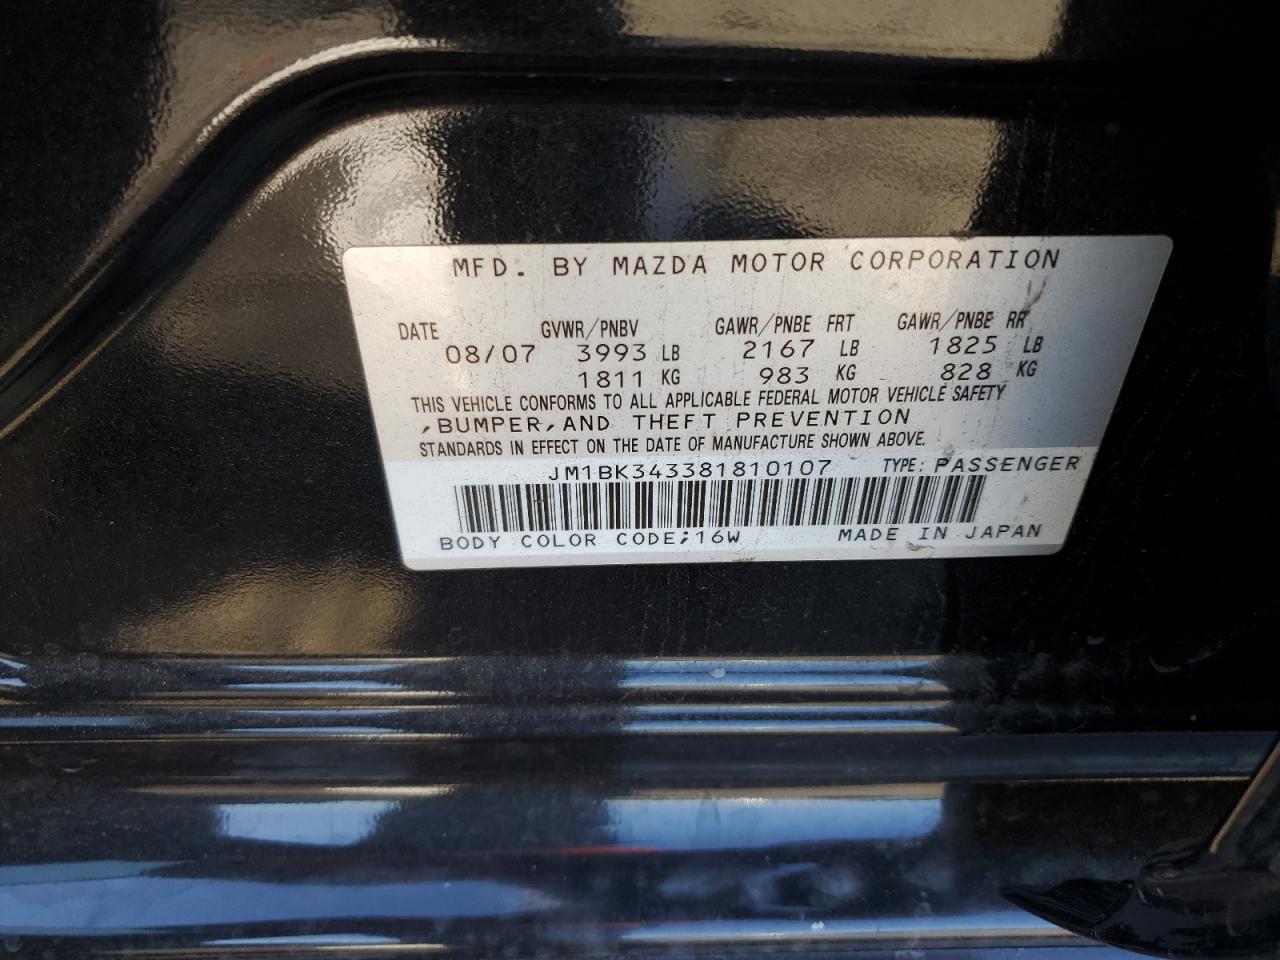 MFD. BY MAZDA MOTOR CORPORATION
DATE GVWR/PNBV GAWR/PNBE FRT GAWR/PNBE RR
08/07 3993 LB 2167 LB 1825 LB
1811 KG 983 KG 828 KG
THIS VEHICLE CONFORMS TO ALL APPLICABLE FEDERAL MOTOR VEHICLE SAFETY
,BUMPER,AND THEFT PREVENTION
STANDARDS IN EFFECT ON THE DATE OF MANUFACTURE SHOWN ABOVE.
JM1BK343381810107 TYPE: PASSENGER
BODY COLOR CODE;16W MADE IN JAPAN